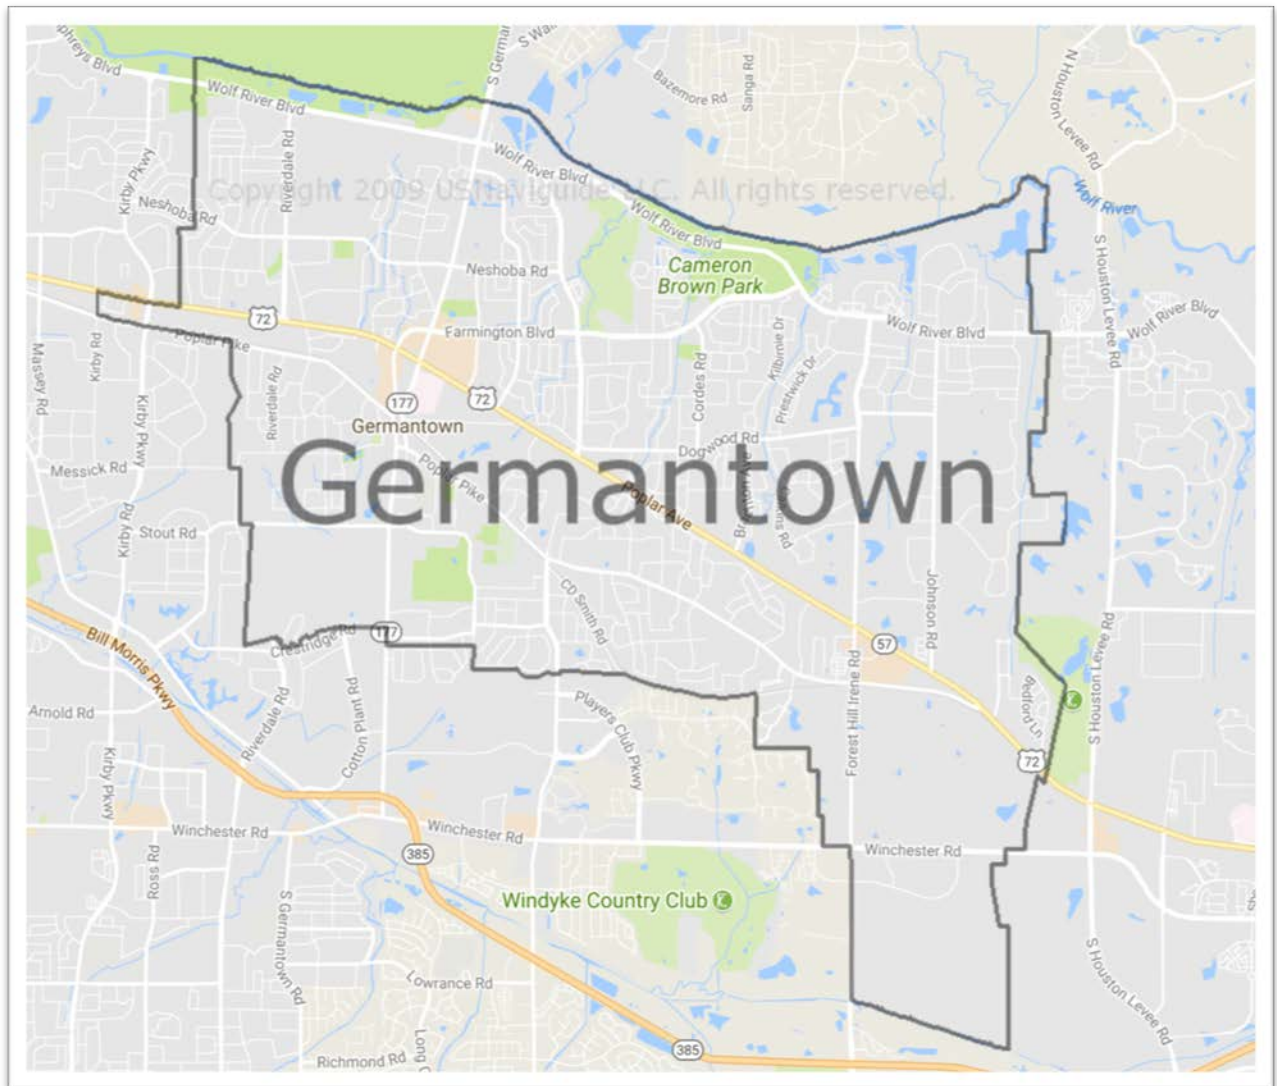 phreys Blvd
S German
S Wa
Bazemore Rd
Sanga Rd
N Houston Levee Rd
Wolf River Blvd
Kirby Pkwy
Riverdale Rd
Wolf River Blvd
Copyright 2009 USNaviguide LLC. All rights reserved.
Wolf River
Neshoba Rd
Wolf River Blvd
S Houston Levee Rd
Neshoba Rd
Cameron
Brown Park
72
Poplar Pike
Farmington Blvd
Wolf River Blvd
Wolf River Blvd
Massey Rd
Kirby Rd
Kirby Pkwy
Riverdale Rd
Cordes Rd
Kilbirnie Dr
Prestwick Dr
177
72
Germantown
Dogwood Rd
Messick Rd
Poplar Pike
Germantown
Poplar Ave
Kirby Rd
Stout Rd
CD Smith Rd
Johnson Rd
Bill Morris Pkwy
Crestridge Rd
177
57
S Houston Levee Rd
Forest Hill Irene Rd
Bedford Ln
Arnold Rd
Riverdale Rd
Cotton Plant Rd
Players Club Pkwy
72
Kirby Pkwy
Winchester Rd
Winchester Rd
Winchester Rd
385
Ross Rd
S Germantown Rd
Windyke Country Club
S Houston Levee Rd
Lowrance Rd
Long
385
Richmond Rd